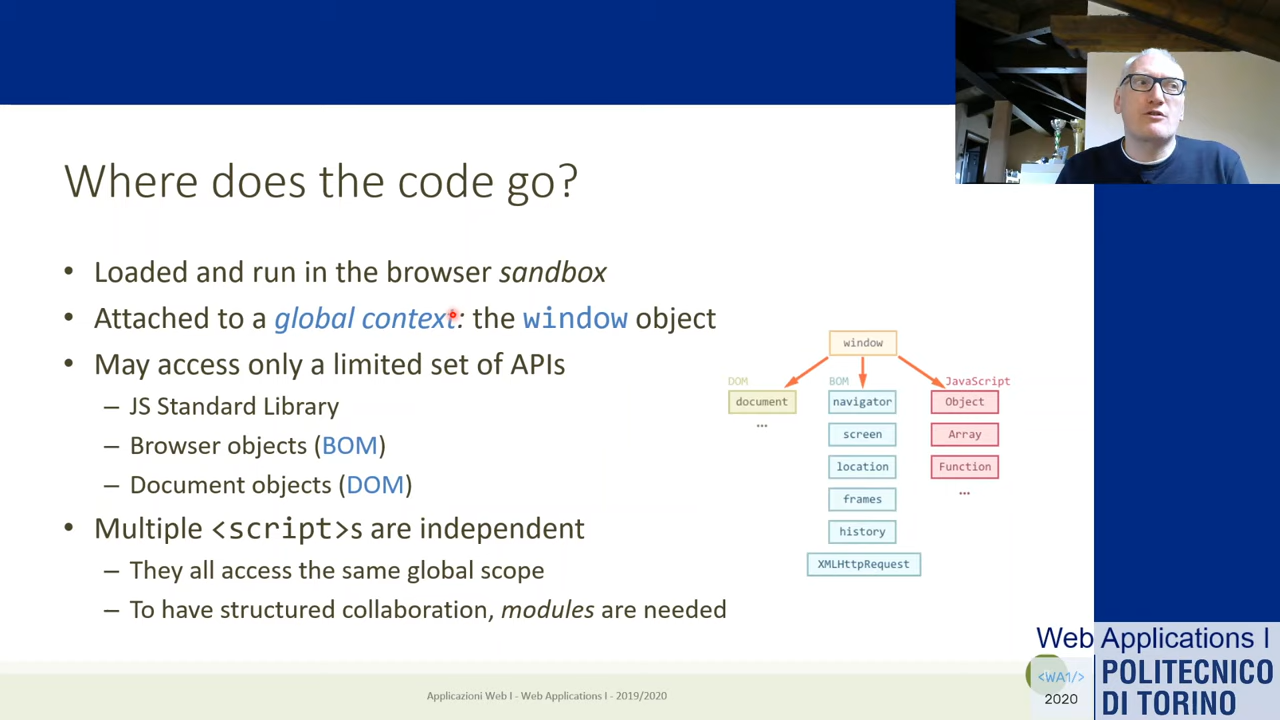 Where does the code go?
• Loaded and run in the browser sandbox
• Attached to a global context: the window object
• May access only a limited set of APIs
– JS Standard Library
– Browser objects (BOM)
– Document objects (DOM)
• Multiple <script>s are independent
– They all access the same global scope
– To have structured collaboration, modules are needed
window
DOM
document
...
BOM
navigator
screen
location
frames
history
XMLHttpRequest
JavaScript
Object
Array
Function
...
Applicazioni Web I - Web Applications I - 2019/2020
Web Applications I
<WA1/>
2020
POLITECNICO
DI TORINO